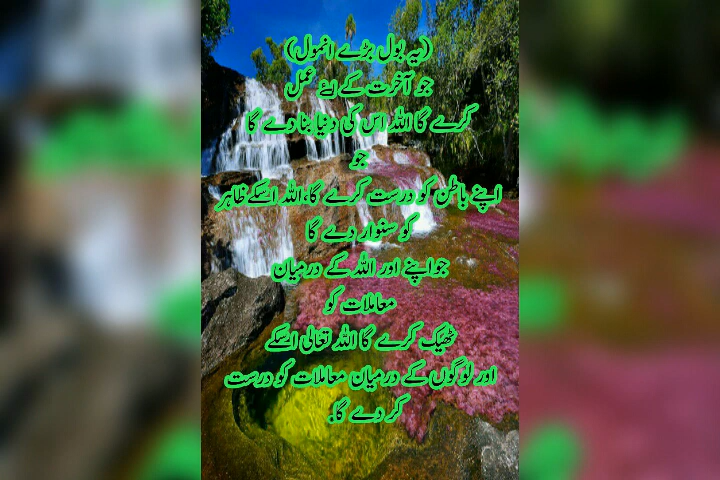 (یہ بول بڑے انمول)
جو آخرت کے لئے عمل
کرے گا اللہ اس کی دنیا بنا دے گا
جو
اپنے باطن کو درست کرے گا،اللہ اسکے ظاہر
کو سنوار دے گا
جواپنے اور اللہ کے درمیان
معاملات کو
ٹھیک کرے گا اللہ تعالی اسکے
اور لوگوں کے درمیان معاملات کو درست
کر دے گا.